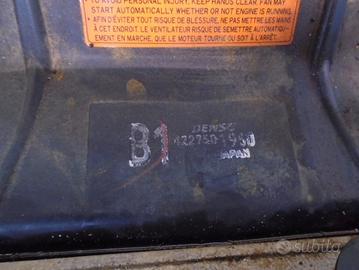 TO AVOID PERSONAL INJURY, KEEP HANDS CLEAR. FAN MAY
START AUTOMATICALLY WHETHER OR NOT ENGINE IS RUNNING.
• AFIN D'ÉVITER TOUT RISQUE DE BLESSURE, NE PAS METTRE LES MAINS
À CET ENDROIT. LE VENTILATEUR RISQUE DE SE METTRE AUTOMATIQUE-
EMENT EN MARCHE, QUE LE MOTEUR TOURNE OU SOIT À L'ARRÊT.
DENSO
B1
JAPAN
subito